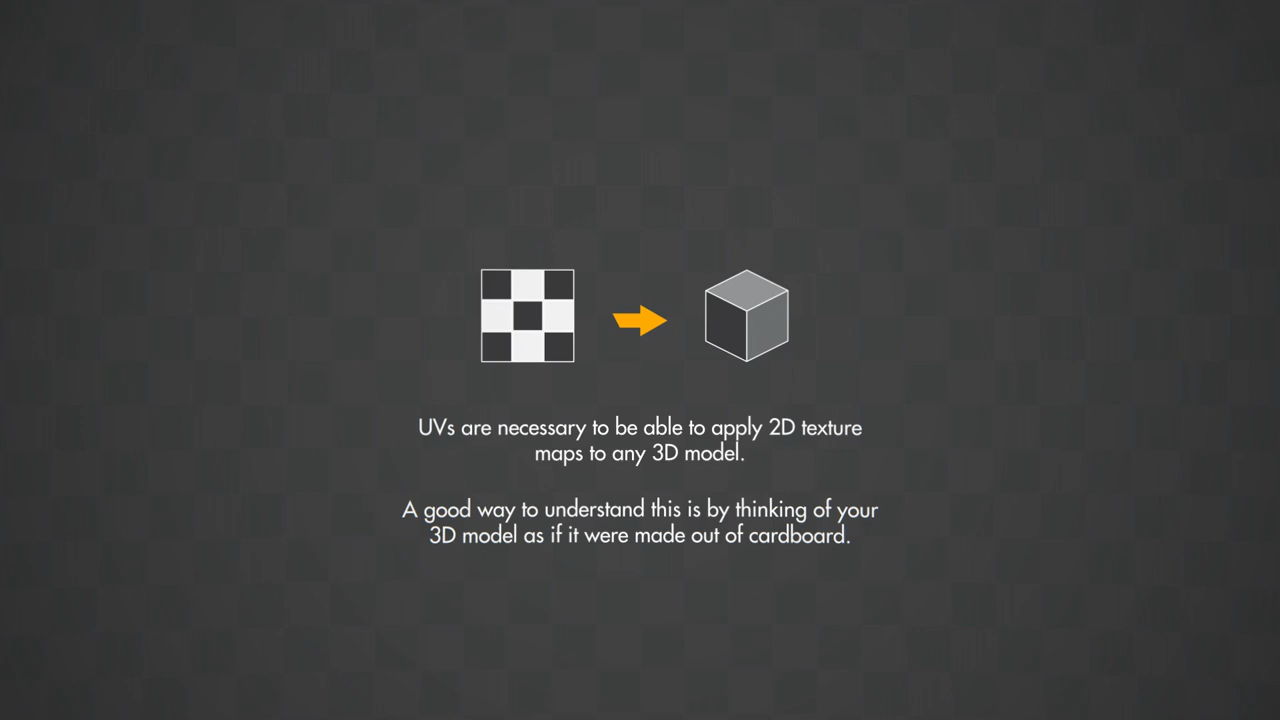 UVs are necessary to be able to apply 2D texture
maps to any 3D model.
A good way to understand this is by thinking of your
3D model as if it were made out of cardboard.